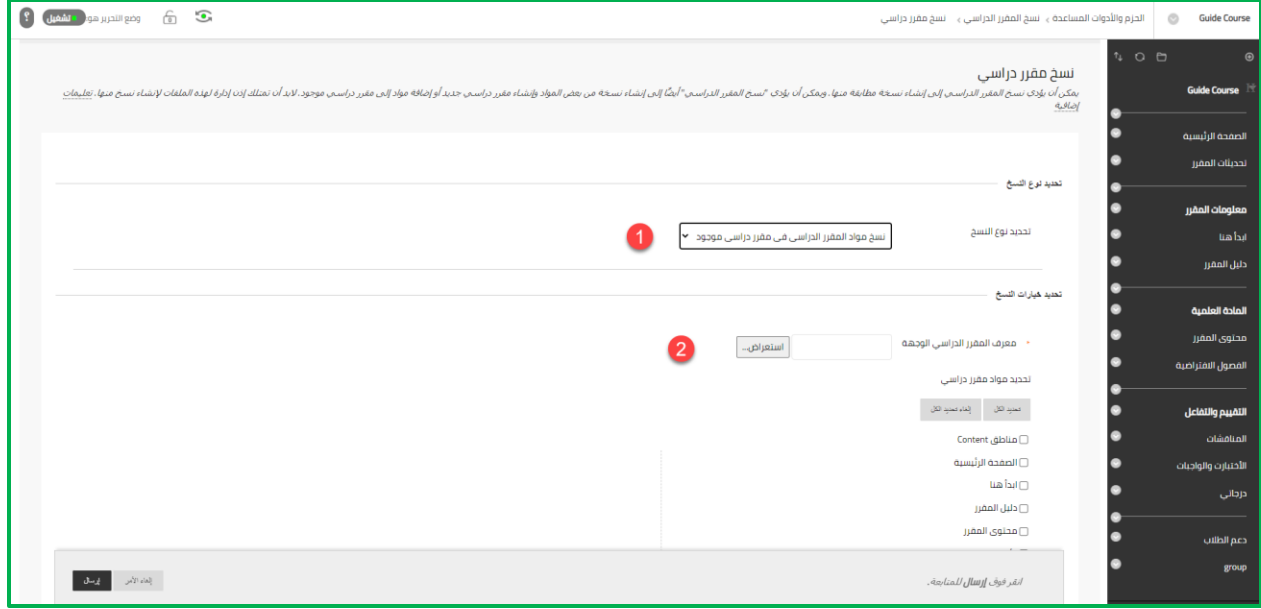 Guide Course
الحزم والأدوات المساعدة › نسخ المقرر الدراسي › نسخ مقرر دراسي
وضع التحرير هو: تشغيل
؟
Guide Course
الصفحة الرئيسية
تحديثات المقرر
معلومات المقرر
ابدأ هنا
دليل المقرر
المادة العلمية
محتوى المقرر
الفصول الافتراضية
التقييم والتفاعل
المناقشات
الأختبارت والواجبات
درجاتي
دعم الطلاب
group
نسخ مقرر دراسي
يمكن أن يؤدي نسخ المقرر الدراسي إلى إنشاء نسخة مطابقة منها. ويمكن أن يؤدي "نسخ المقرر الدراسي" أيضًا إلى إنشاء نسخة من بعض المواد وإنشاء مقرر دراسي جديد أو إضافة مواد إلى مقرر دراسي موجود. لابد أن تمتلك إذن إدارة لهذه الملفات لإنشاء نسخ منها. تعليمات
إضافية
تحديد نوع النسخ
تحديد نوع النسخ
نسخ مواد المقرر الدراسي في مقرر دراسي موجود
1
تحديد خيارات النسخ
معرف المقرر الدراسي الوجهة
استعراض...
2
تحديد مواد مقرر دراسي
تحديد الكل
إلغاء تحديد الكل
مناطق Content
الصفحة الرئيسية
ابدأ هنا
دليل المقرر
محتوى المقرر
انقر فوق إرسال للمتابعة.
إلغاء الأمر
إرسال